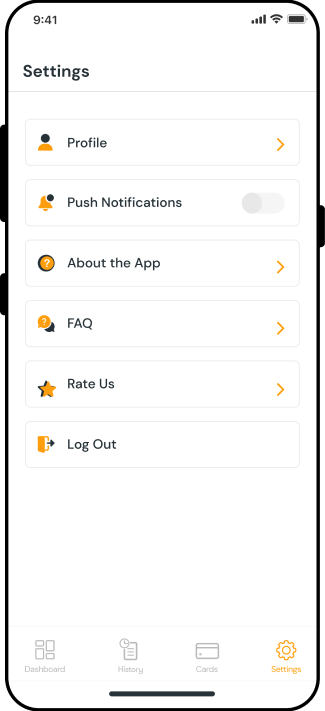 9:41
Settings
Profile
Push Notifications
?
About the App
?
FAQ
Rate Us
Log Out
Dashboard
History
Cards
Settings